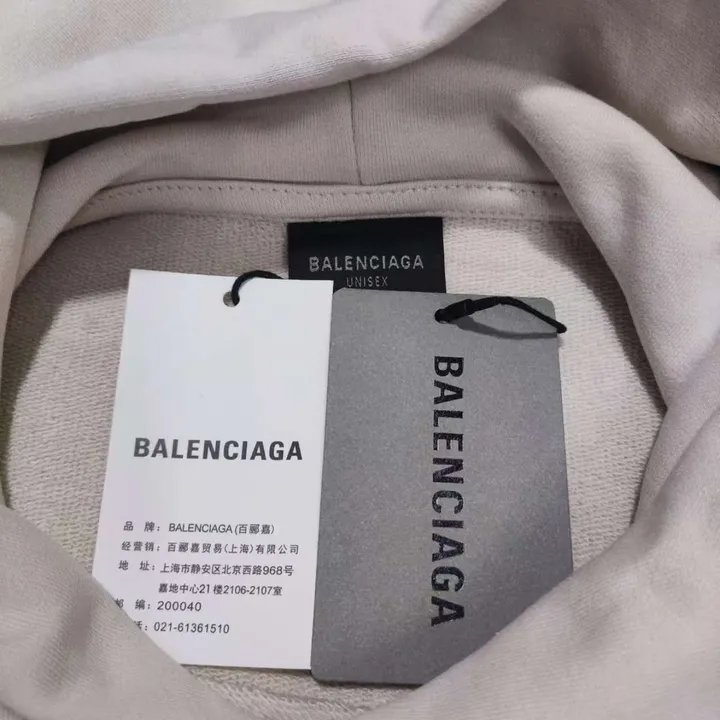 BALENCIAGA
UNISEX
BALENCIAGA
品 牌： BALENCIAGA (百郦嘉)
经营销： 百郦嘉贸易(上海)有限公司
地 址： 上海市静安区北京西路968号
嘉地中心21楼2106-2107室
邮 编： 200040
话： 021-61361510
BALENCIAGA